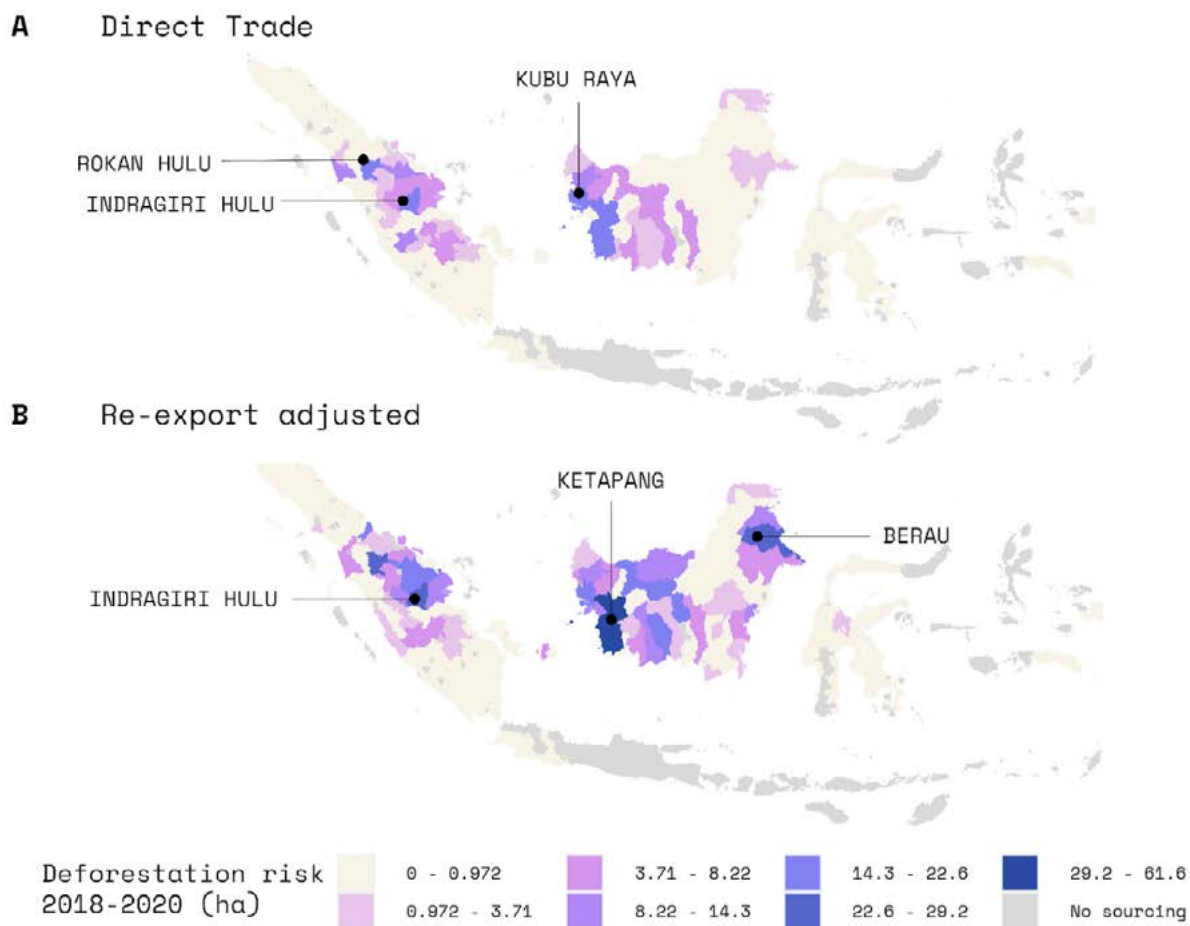 A Direct Trade
KUBU RAYA
ROKAN HULU
INDRAGIRI HULU
B Re-export adjusted
KETAPANG
BERAU
INDRAGIRI HULU
Deforestation risk
2018-2020 (ha)
0 - 0.972
0.972 - 3.71
3.71 - 8.22
8.22 - 14.3
14.3 - 22.6
22.6 - 29.2
29.2 - 61.6
No sourcing